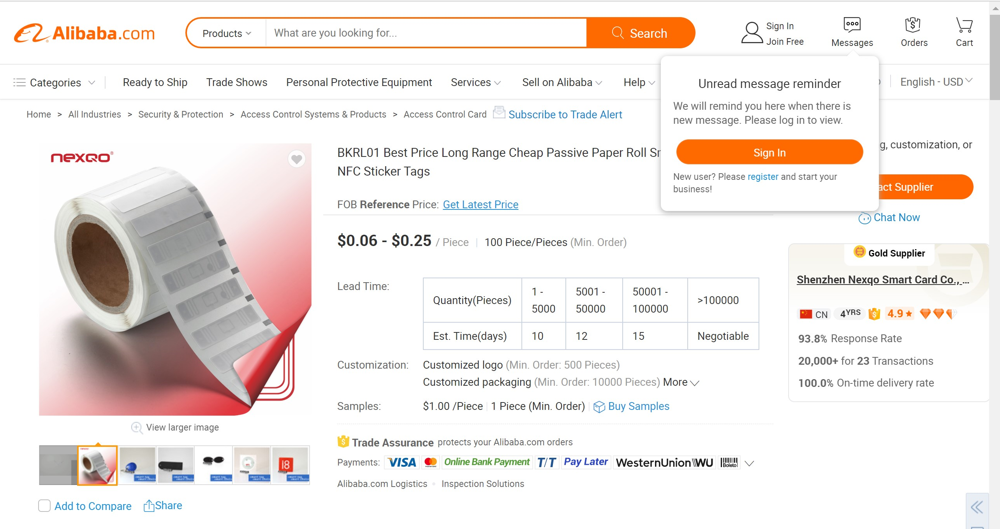 Alibaba.com
Products
What are you looking for...
Search
Sign In
Join Free
Messages
Orders
Cart
Categories
Ready to Ship
Trade Shows
Personal Protective Equipment
Services
Sell on Alibaba
Help
English - USD
Unread message reminder
We will remind you here when there is
new message. Please log in to view.
Sign In
New user? Please register and start your
business!
Home > All Industries > Security & Protection > Access Control Systems & Products > Access Control Card
Subscribe to Trade Alert
nexqo®
BKRL01 Best Price Long Range Cheap Passive Paper Roll
NFC Sticker Tags
FOB Reference Price: Get Latest Price
$0.06 - $0.25 / Piece | 100 Piece/Pieces (Min. Order)
Lead Time:
Quantity(Pieces) 1 - 5000 5001 - 50000 50001 - 100000 >100000
Est. Time(days) 10 12 15 Negotiable
Customization: Customized logo (Min. Order: 500 Pieces)
Customized packaging (Min. Order: 10000 Pieces) More
Samples: $1.00 /Piece | 1 Piece (Min. Order) | Buy Samples
Trade Assurance protects your Alibaba.com orders
Payments: VISA mastercard Online Bank Payment T/T Pay Later WesternUnion WU Boleto
Alibaba.com Logistics • Inspection Solutions
View larger image
i8
Add to Compare
Share
customization, or
Supplier
Chat Now
Gold Supplier
Shenzhen Nexqo Smart Card Co., ...
CN 4YRS 4.9
93.8% Response Rate
20,000+ for 23 Transactions
100.0% On-time delivery rate